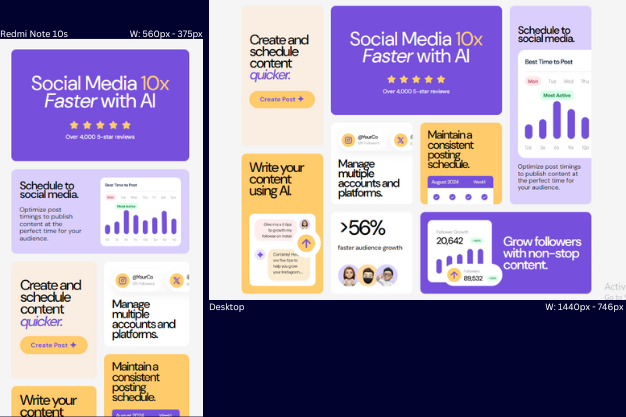 Redmi Note 10s
W: 560px - 375px
Social Media 10x
Faster with AI
Over 4,000 5-star reviews
Schedule to
social media.
Optimize post
timings to publish
content at the
perfect time for your
audience.
Best Time to Post
Most Active
Create and
schedule
content
quicker.
Create Post
@YourCo
Manage
multiple
accounts and
platforms.
Maintain a
consistent
posting
schedule.
August 2024
Week1
Write your
content
Create and
schedule
content
quicker.
Create Post
Write your
content
using AI.
Social Media 10x
Faster with AI
Over 4,000 5-star reviews
@YourCo
Manage
multiple
accounts and
platforms.
Maintain a
consistent
posting
schedule.
August 2024
Week1
>56%
faster audience growth
Schedule to
social media.
Best Time to Post
Mon Tue Wed Thu
Most Active
Optimize post timings to publish
content at the perfect time for
your audience.
Follower Growth
20,642
Followers
89,532
Grow followers
with non-stop
content.
Desktop
W: 1440px - 746px